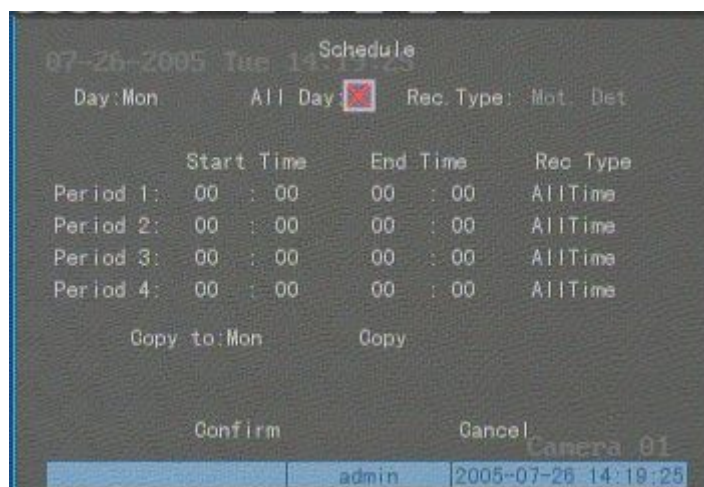 Schedule
07-26-2005 Tue 14:19:25
Day:Mon All Day: Rec.Type: Mot. Det
Start Time End Time Rec Type
Period 1: 00 : 00 00 : 00 AllTime
Period 2: 00 : 00 00 : 00 AllTime
Period 3: 00 : 00 00 : 00 AllTime
Period 4: 00 : 00 00 : 00 AllTime
Copy to:Mon Copy
Confirm Cancel
Camera 01
admin 2005-07-26 14:19:25